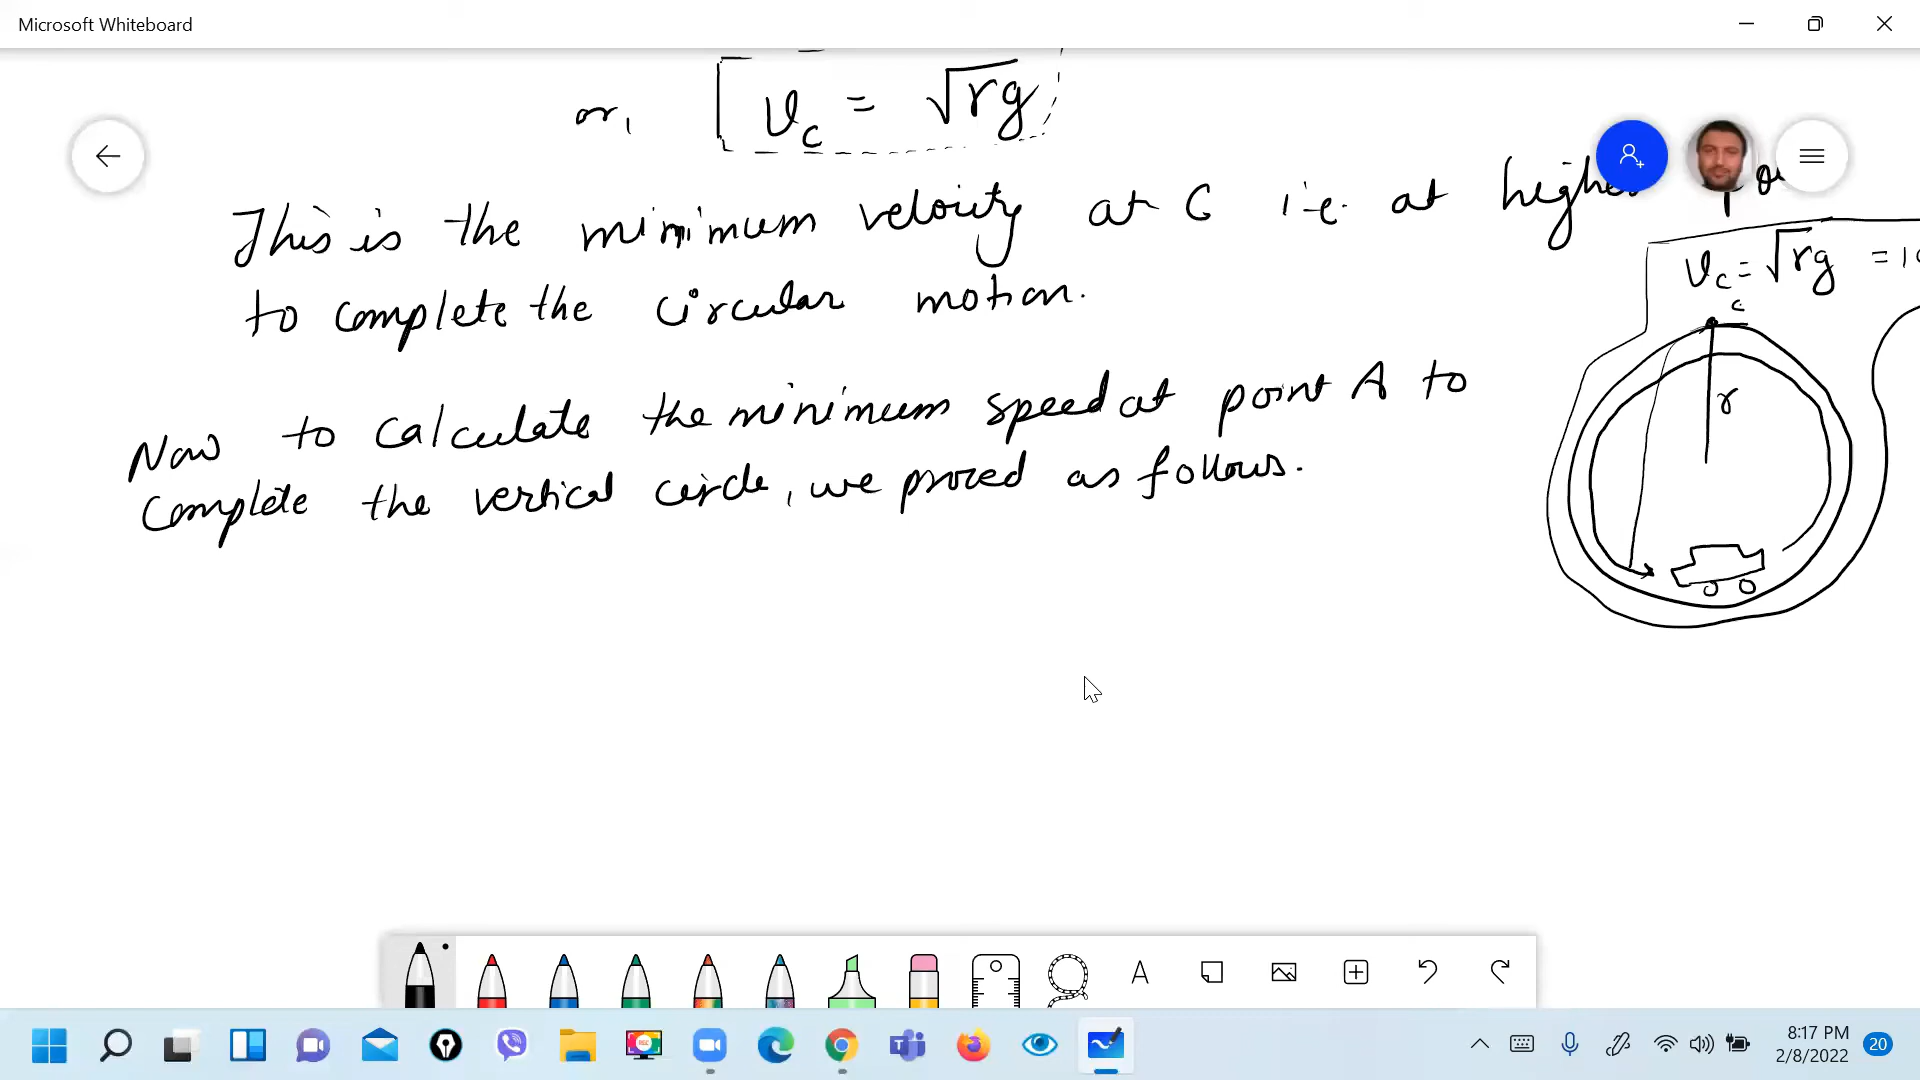 Microsoft Whiteboard
or, v_c = √rg
This is the minimum velocity at C i.e. at highe
to complete the circular motion.
v_c = √rg = 10
c
r
Now to calculate the minimum speed at point A to
Complete the vertical circle, we proceed as follows.
A
8:17 PM
2/8/2022
20